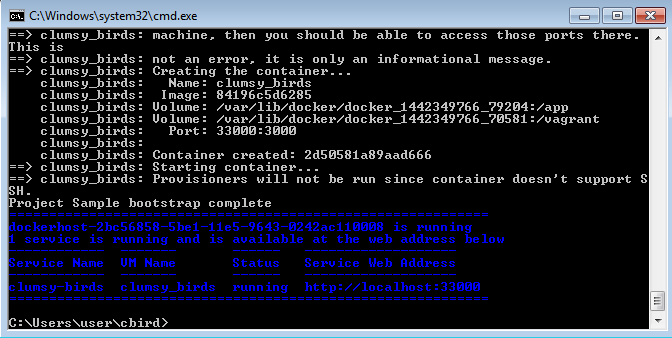 C:\Windows\system32\cmd.exe
==> clumsy_birds: machine, then you should be able to access those ports there.
This is
==> clumsy_birds: not an error, it is only an informational message.
==> clumsy_birds: Creating the container...
clumsy_birds:   Name: clumsy_birds
clumsy_birds:  Image: 84196c5d6285
clumsy_birds: Volume: /var/lib/docker/docker_1442349766_79204:/app
clumsy_birds: Volume: /var/lib/docker/docker_1442349766_70581:/vagrant
clumsy_birds:   Port: 33000:3000
clumsy_birds:
clumsy_birds: Container created: 2d50581a89aad666
==> clumsy_birds: Starting container...
==> clumsy_birds: Provisioners will not be run since container doesn't support S
SH.
Project Sample bootstrap complete
==================================================
dockerhost-2bc56858-5be1-11e5-9643-0242ac110008 is running
1 service is running and is available at the web address below
------------  -------       ------   -------------------
Service Name  VM Name       Status   Service Web Address
------------  -------       ------   -------------------
clumsy-birds  clumsy_birds  running  http://localhost:33000
==================================================
C:\Users\user\cbird>